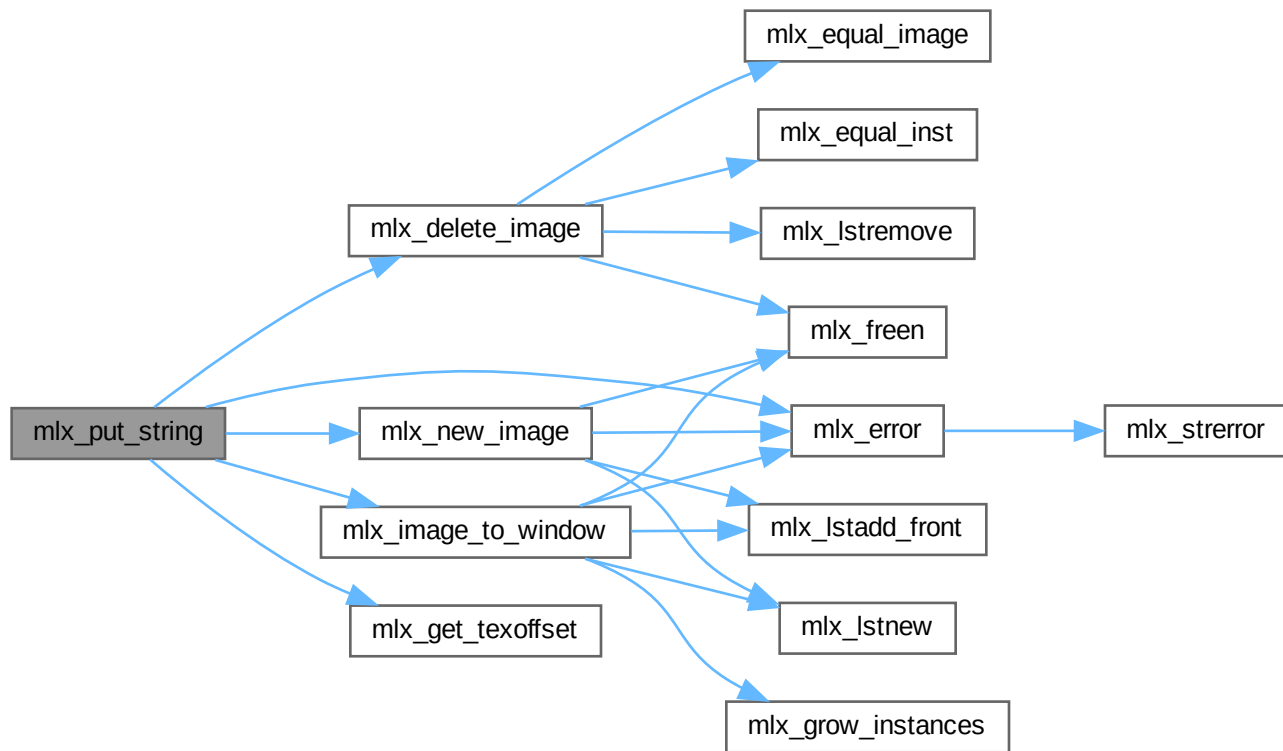 mlx_equal_image
mlx_equal_inst
mlx_delete_image
mlx_lstremove
mlx_freen
mlx_put_string
mlx_new_image
mlx_error
mlx_strerror
mlx_image_to_window
mlx_lstadd_front
mlx_get_texoffset
mlx_lstnew
mlx_grow_instances